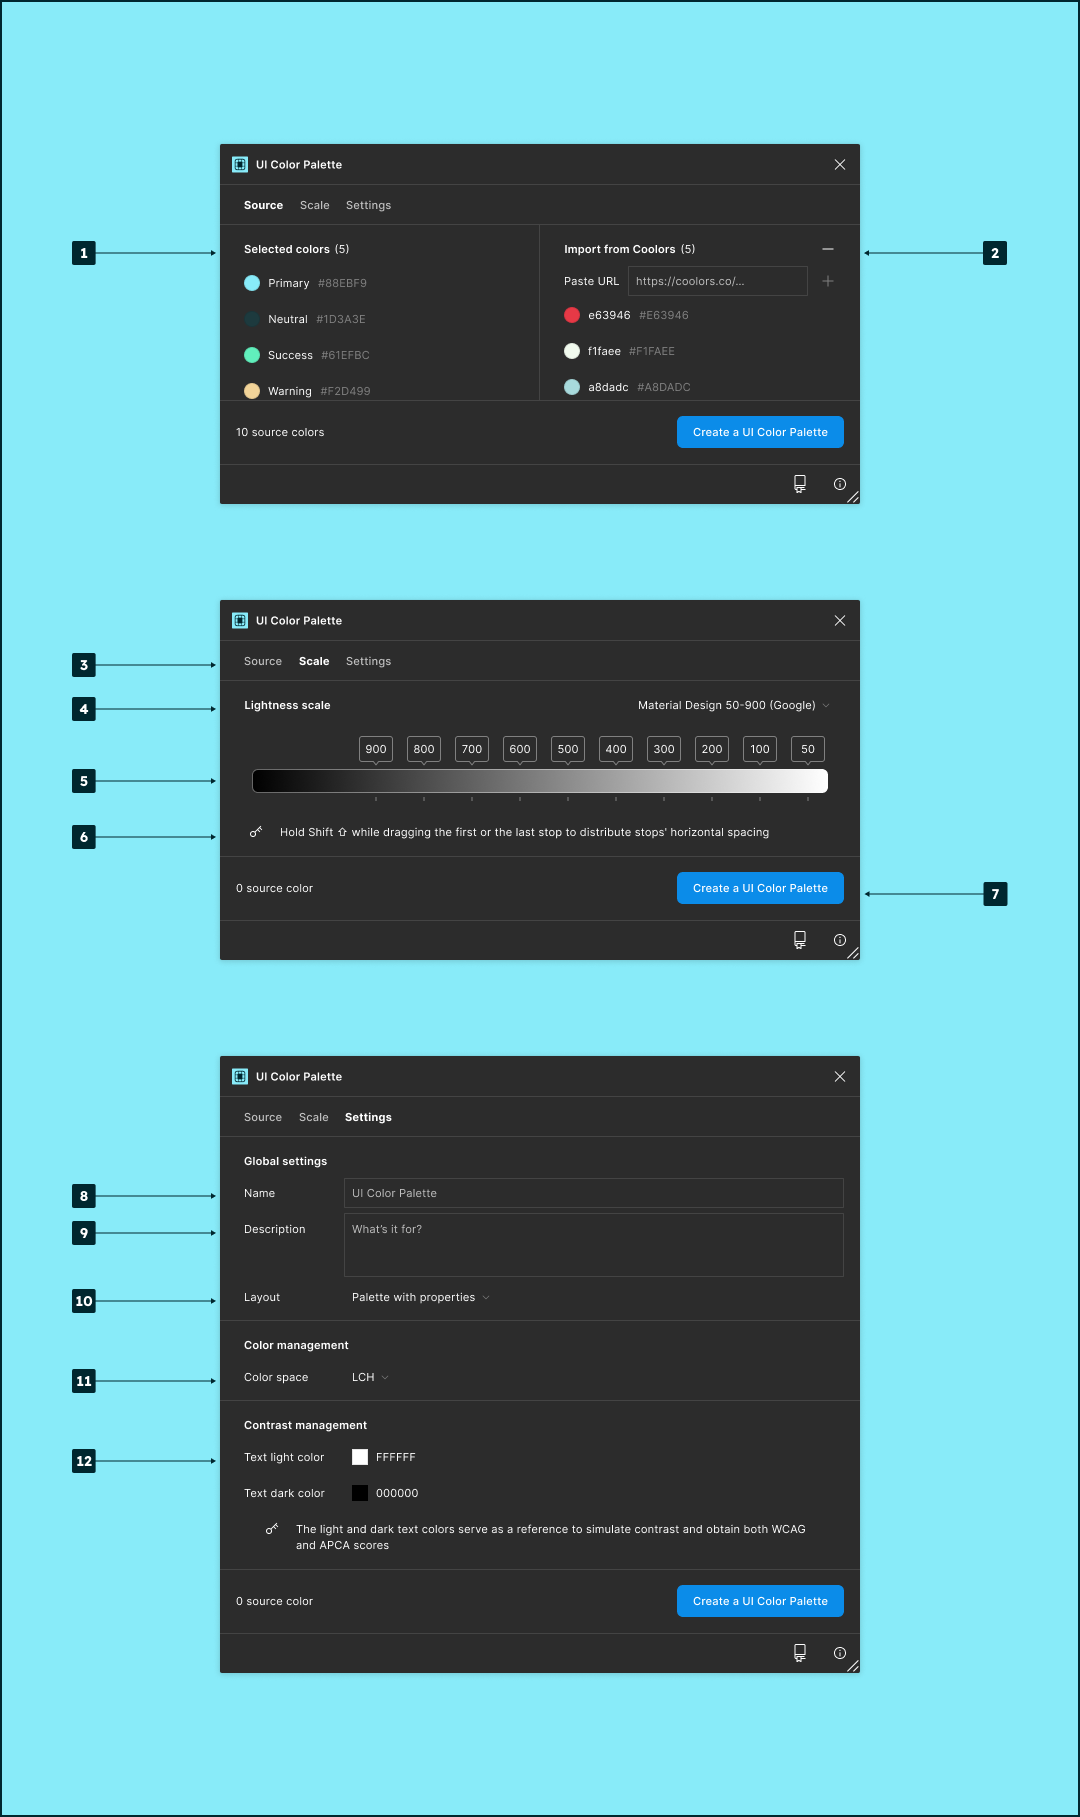 UI Color Palette
Source Scale Settings
1
Selected colors (5)
Primary #88EBF9
Neutral #1D3A3E
Success #61EFBC
Warning #F2D499
2
Import from Coolors (5)
Paste URL https://coolors.co/...
e63946 #E63946
f1faee #F1FAEE
a8dadc #A8DADC
10 source colors
Create a UI Color Palette
UI Color Palette
3
Source Scale Settings
4
Lightness scale
Material Design 50-900 (Google)
900 800 700 600 500 400 300 200 100 50
5
6
Hold Shift ⇧ while dragging the first or the last stop to distribute stops' horizontal spacing
0 source color
Create a UI Color Palette
7
UI Color Palette
Source Scale Settings
Global settings
8
Name UI Color Palette
9
Description What's it for?
10
Layout Palette with properties
Color management
11
Color space LCH
Contrast management
12
Text light color FFFFFF
Text dark color 000000
The light and dark text colors serve as a reference to simulate contrast and obtain both WCAG
and APCA scores
0 source color
Create a UI Color Palette